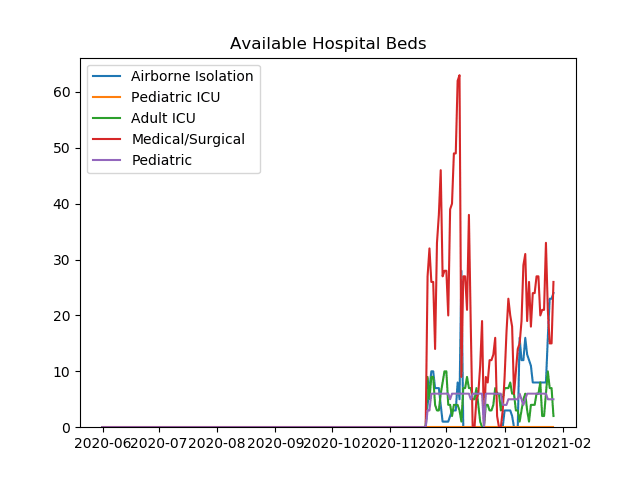 Available Hospital Beds
Airborne Isolation
Pediatric ICU
Adult ICU
Medical/Surgical
Pediatric
60
50
40
30
20
10
0
2020-06 2020-07 2020-08 2020-09 2020-10 2020-11 2020-12 2021-01 2021-02